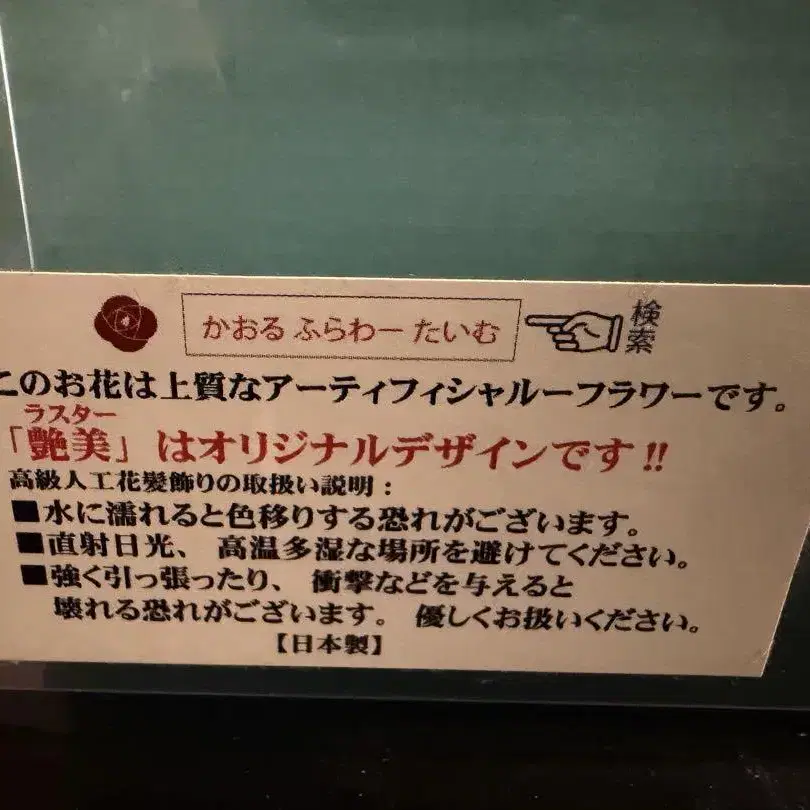 かおる ふらわー たいむ 検索
このお花は上質なアーティフィシャルーフラワーです。
ラスター
「艶美」はオリジナルデザインです!!
高級人工花髪飾りの取扱い説明：
■水に濡れると色移りする恐れがございます。
■直射日光、高温多湿な場所を避けてください。
■強く引っ張ったり、衝撃などを与えると
壊れる恐れがございます。優しくお扱いください。
【日本製】